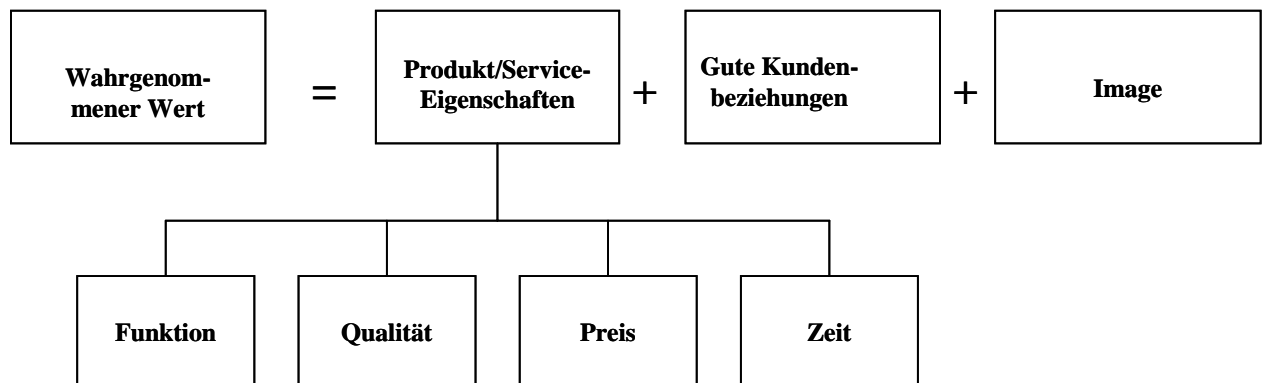 Wahrgenom-
mener Wert
=
Produkt/Service-
Eigenschaften
+
Gute Kunden-
beziehungen
+
Image
Funktion
Qualität
Preis
Zeit